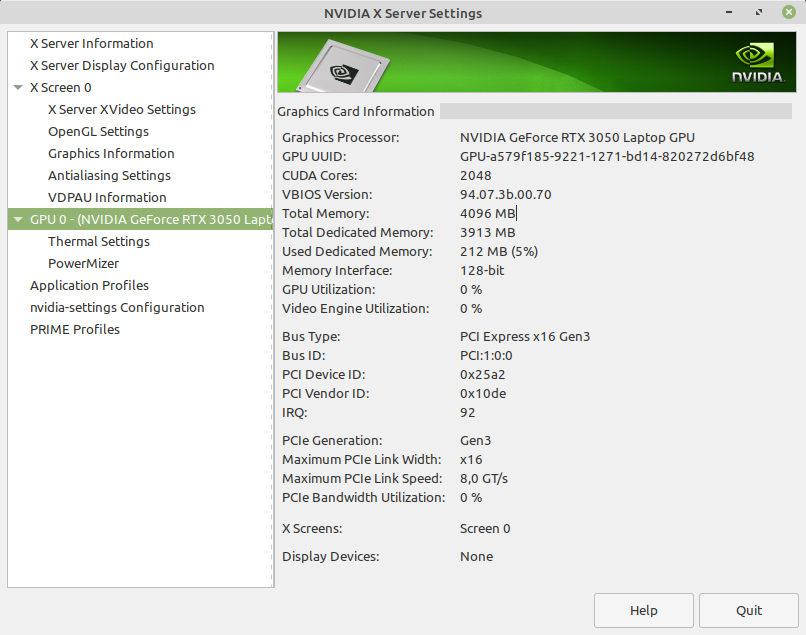 NVIDIA X Server Settings
X Server Information
X Server Display Configuration
X Screen 0
X Server XVideo Settings
OpenGL Settings
Graphics Information
Antialiasing Settings
VDPAU Information
GPU 0 - (NVIDIA GeForce RTX 3050 Lapt
Thermal Settings
PowerMizer
Application Profiles
nvidia-settings Configuration
PRIME Profiles
NVIDIA.
Graphics Card Information
Graphics Processor: NVIDIA GeForce RTX 3050 Laptop GPU
GPU UUID: GPU-a579f185-9221-1271-bd14-820272d6bf48
CUDA Cores: 2048
VBIOS Version: 94.07.3b.00.70
Total Memory: 4096 MB
Total Dedicated Memory: 3913 MB
Used Dedicated Memory: 212 MB (5%)
Memory Interface: 128-bit
GPU Utilization: 0 %
Video Engine Utilization: 0 %
Bus Type: PCI Express x16 Gen3
Bus ID: PCI:1:0:0
PCI Device ID: 0x25a2
PCI Vendor ID: 0x10de
IRQ: 92
PCIe Generation: Gen3
Maximum PCIe Link Width: x16
Maximum PCIe Link Speed: 8,0 GT/s
PCIe Bandwidth Utilization: 0 %
X Screens: Screen 0
Display Devices: None
Help
Quit